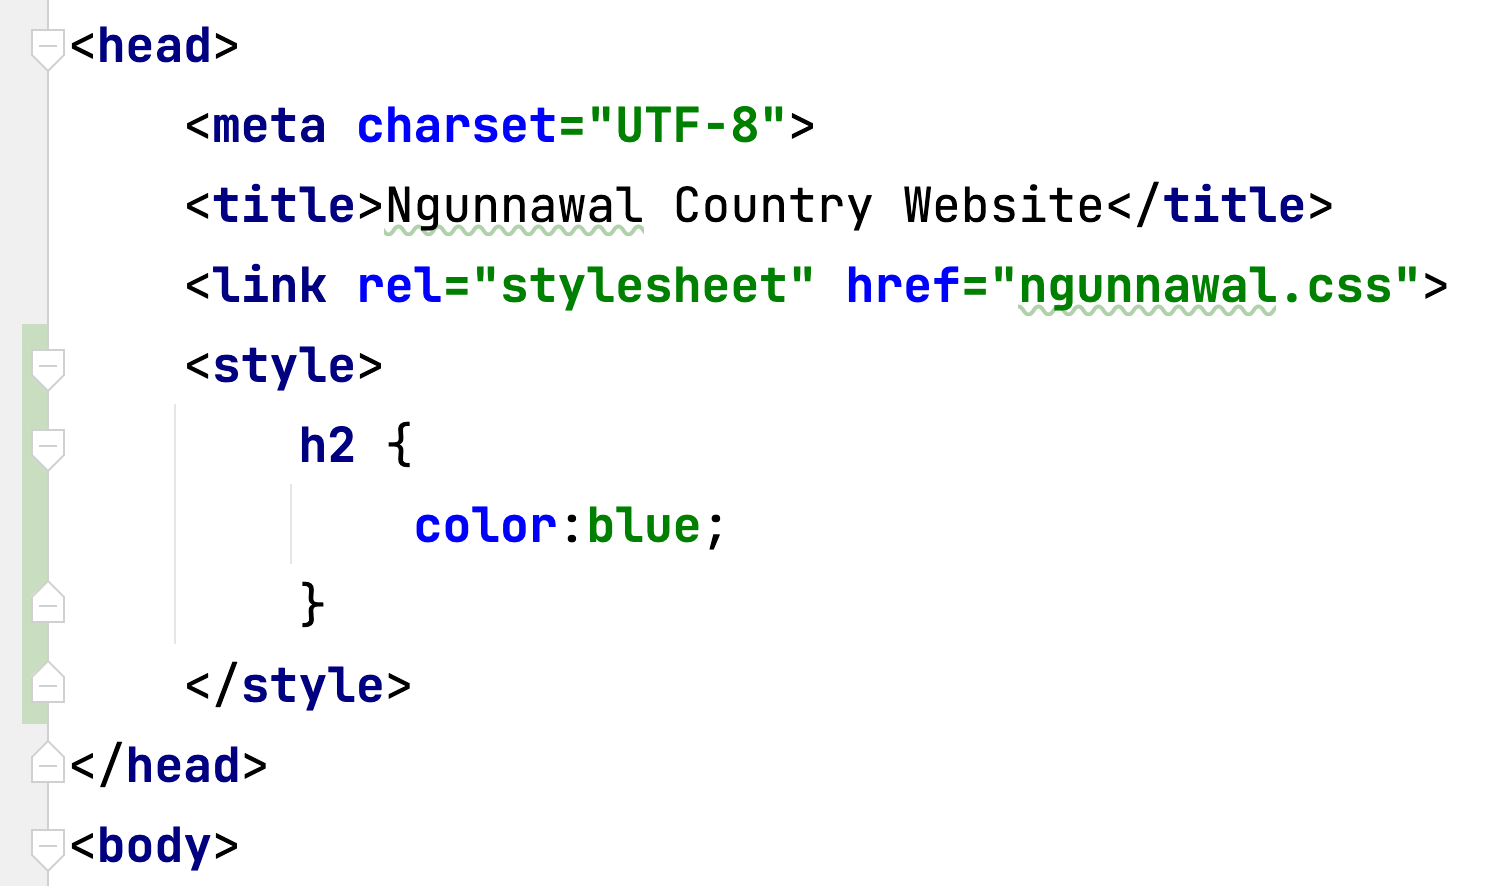 <head>
<meta charset="UTF-8">
<title>Ngunnawal Country Website</title>
<link rel="stylesheet" href="ngunnawal.css">
<style>
h2 {
color:blue;
}
</style>
</head>
<body>